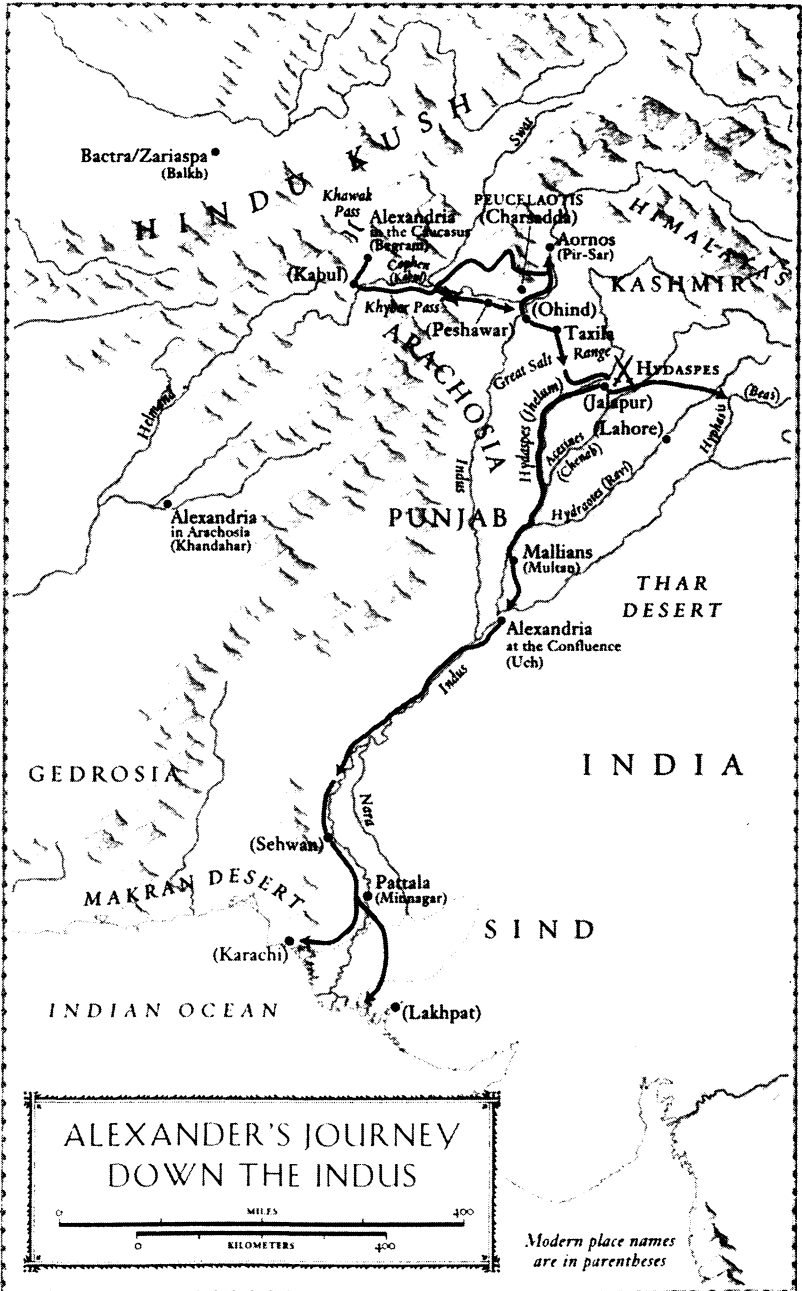 HINDU KUSH
Swat
Bactra/Zariaspa
(Balkh)
Khawak
Pass
PEUCELAOTIS
(Charsadda)
HIMALAYAS
Alexandria
in the Caucasus
(Begram)
Aornos
(Pir-Sar)
Cophen
(Kabul)
(Kabul)
KASHMIR
Khyber Pass
(Ohind)
(Peshawar)
Taxila
ARACHOSIA
Great Salt Range
HYDASPES
(Jalapur)
(Beas)
Helmand
Hydaspes (Jhelum)
(Lahore)
Hyphasis
Acesines
(Chenab)
Indus
Hydraotes (Ravi)
Alexandria
in Arachosia
(Khandahar)
PUNJAB
Mallians
(Multan)
THAR
DESERT
Alexandria
at the Confluence
(Uch)
Indus
GEDROSIA
INDIA
Nara
(Sehwan)
MAKRAN DESERT
Pattala
(Minnagar)
SIND
(Karachi)
INDIAN OCEAN
(Lakhpat)
ALEXANDER'S JOURNEY
DOWN THE INDUS
0 MILES 400
0 KILOMETERS 400
Modern place names
are in parentheses